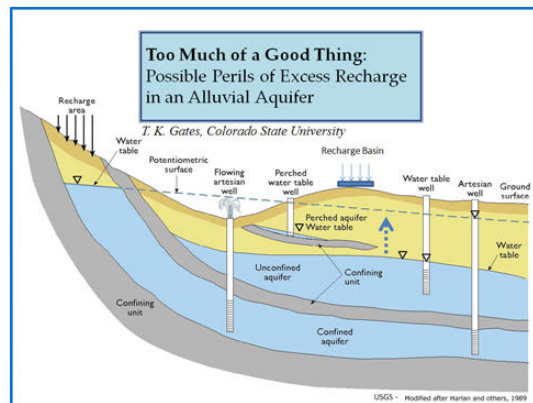 Too Much of a Good Thing:
Possible Perils of Excess Recharge
in an Alluvial Aquifer
T. K. Gates, Colorado State University
Recharge
area
Water
table
Potentiometric
surface
Flowing
artesian
well
Perched
water table
well
Recharge Basin
Water table
well
Artesian
well
Ground
surface
Perched aquifer
Water table
Water
table
Unconfined
aquifer
Confining
unit
Confining
unit
Confined
aquifer
USGS - Modified after Harlan and others, 1989